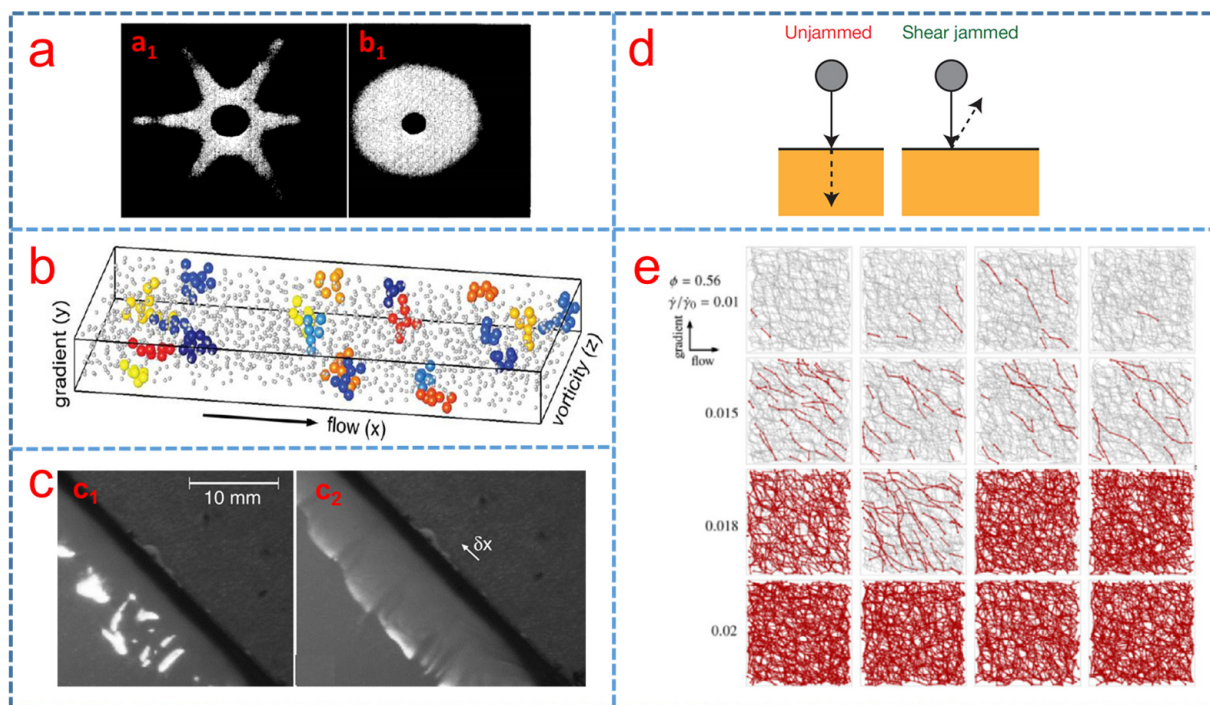 a
a1
b1
b
gradient (y)
flow (x)
vorticity (z)
c
c1
10 mm
c2
δx
d
Unjammed
Shear jammed
e
ϕ = 0.56
γ̇/γ̇0 = 0.01
gradient
flow
0.015
0.018
0.02